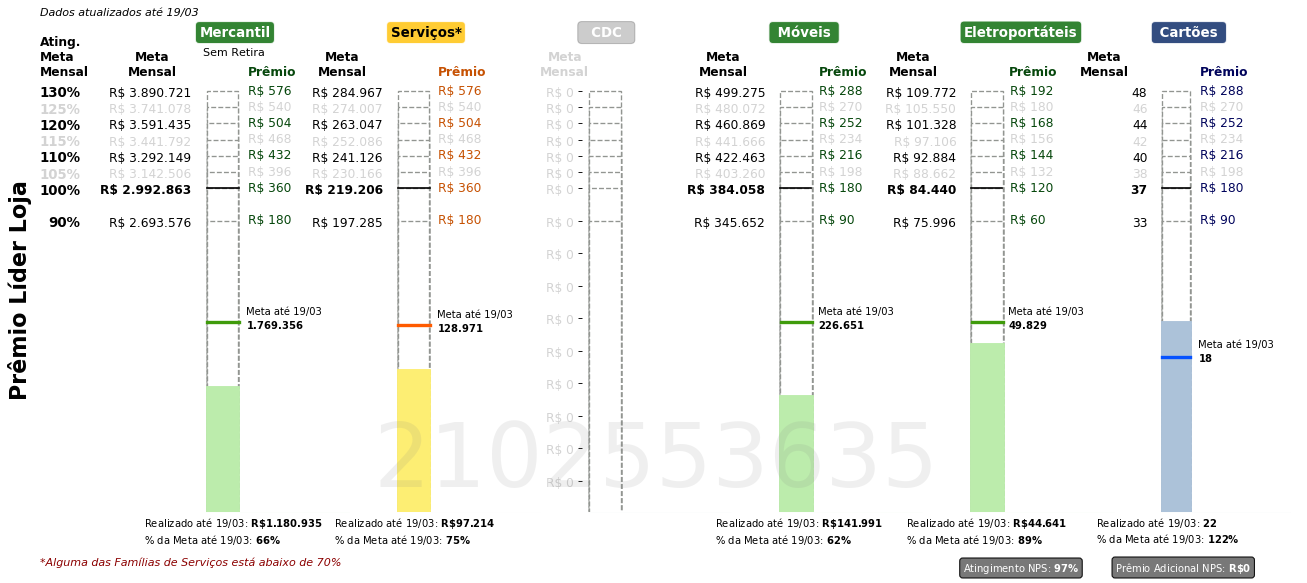 Dados atualizados até 19/03
Mercantil Serviços* CDC Móveis Eletroportáteis Cartões
Sem Retira
Ating. Meta Mensal Meta Mensal Prêmio Meta Mensal Prêmio Meta Mensal Meta Mensal Prêmio Meta Mensal Prêmio Meta Mensal Prêmio
130% R$ 3.890.721 R$ 576 R$ 284.967 R$ 576 R$ 0 R$ 499.275 R$ 288 R$ 109.772 R$ 192 48 R$ 288
125% R$ 3.741.078 R$ 540 R$ 274.007 R$ 540 R$ 0 R$ 480.072 R$ 270 R$ 105.550 R$ 180 46 R$ 270
120% R$ 3.591.435 R$ 504 R$ 263.047 R$ 504 R$ 0 R$ 460.869 R$ 252 R$ 101.328 R$ 168 44 R$ 252
115% R$ 3.441.792 R$ 468 R$ 252.086 R$ 468 R$ 0 R$ 441.666 R$ 234 R$ 97.106 R$ 156 42 R$ 234
110% R$ 3.292.149 R$ 432 R$ 241.126 R$ 432 R$ 0 R$ 422.463 R$ 216 R$ 92.884 R$ 144 40 R$ 216
105% R$ 3.142.506 R$ 396 R$ 230.166 R$ 396 R$ 0 R$ 403.260 R$ 198 R$ 88.662 R$ 132 38 R$ 198
100% R$ 2.992.863 R$ 360 R$ 219.206 R$ 360 R$ 0 R$ 384.058 R$ 180 R$ 84.440 R$ 120 37 R$ 180
90% R$ 2.693.576 R$ 180 R$ 197.285 R$ 180 R$ 0 R$ 345.652 R$ 90 R$ 75.996 R$ 60 33 R$ 90
R$ 0
R$ 0
R$ 0
R$ 0
R$ 0
R$ 0
R$ 0
R$ 0
Prêmio Líder Loja
Meta até 19/03 Meta até 19/03 Meta até 19/03 Meta até 19/03 Meta até 19/03
1.769.356 128.971 226.651 49.829 18
2102553635
Realizado até 19/03: R$1.180.935 Realizado até 19/03: R$97.214 Realizado até 19/03: R$141.991 Realizado até 19/03: R$44.641 Realizado até 19/03: 22
% da Meta até 19/03: 66% % da Meta até 19/03: 75% % da Meta até 19/03: 62% % da Meta até 19/03: 89% % da Meta até 19/03: 122%
*Alguma das Famílias de Serviços está abaixo de 70% Atingimento NPS: 97% Prêmio Adicional NPS: R$0